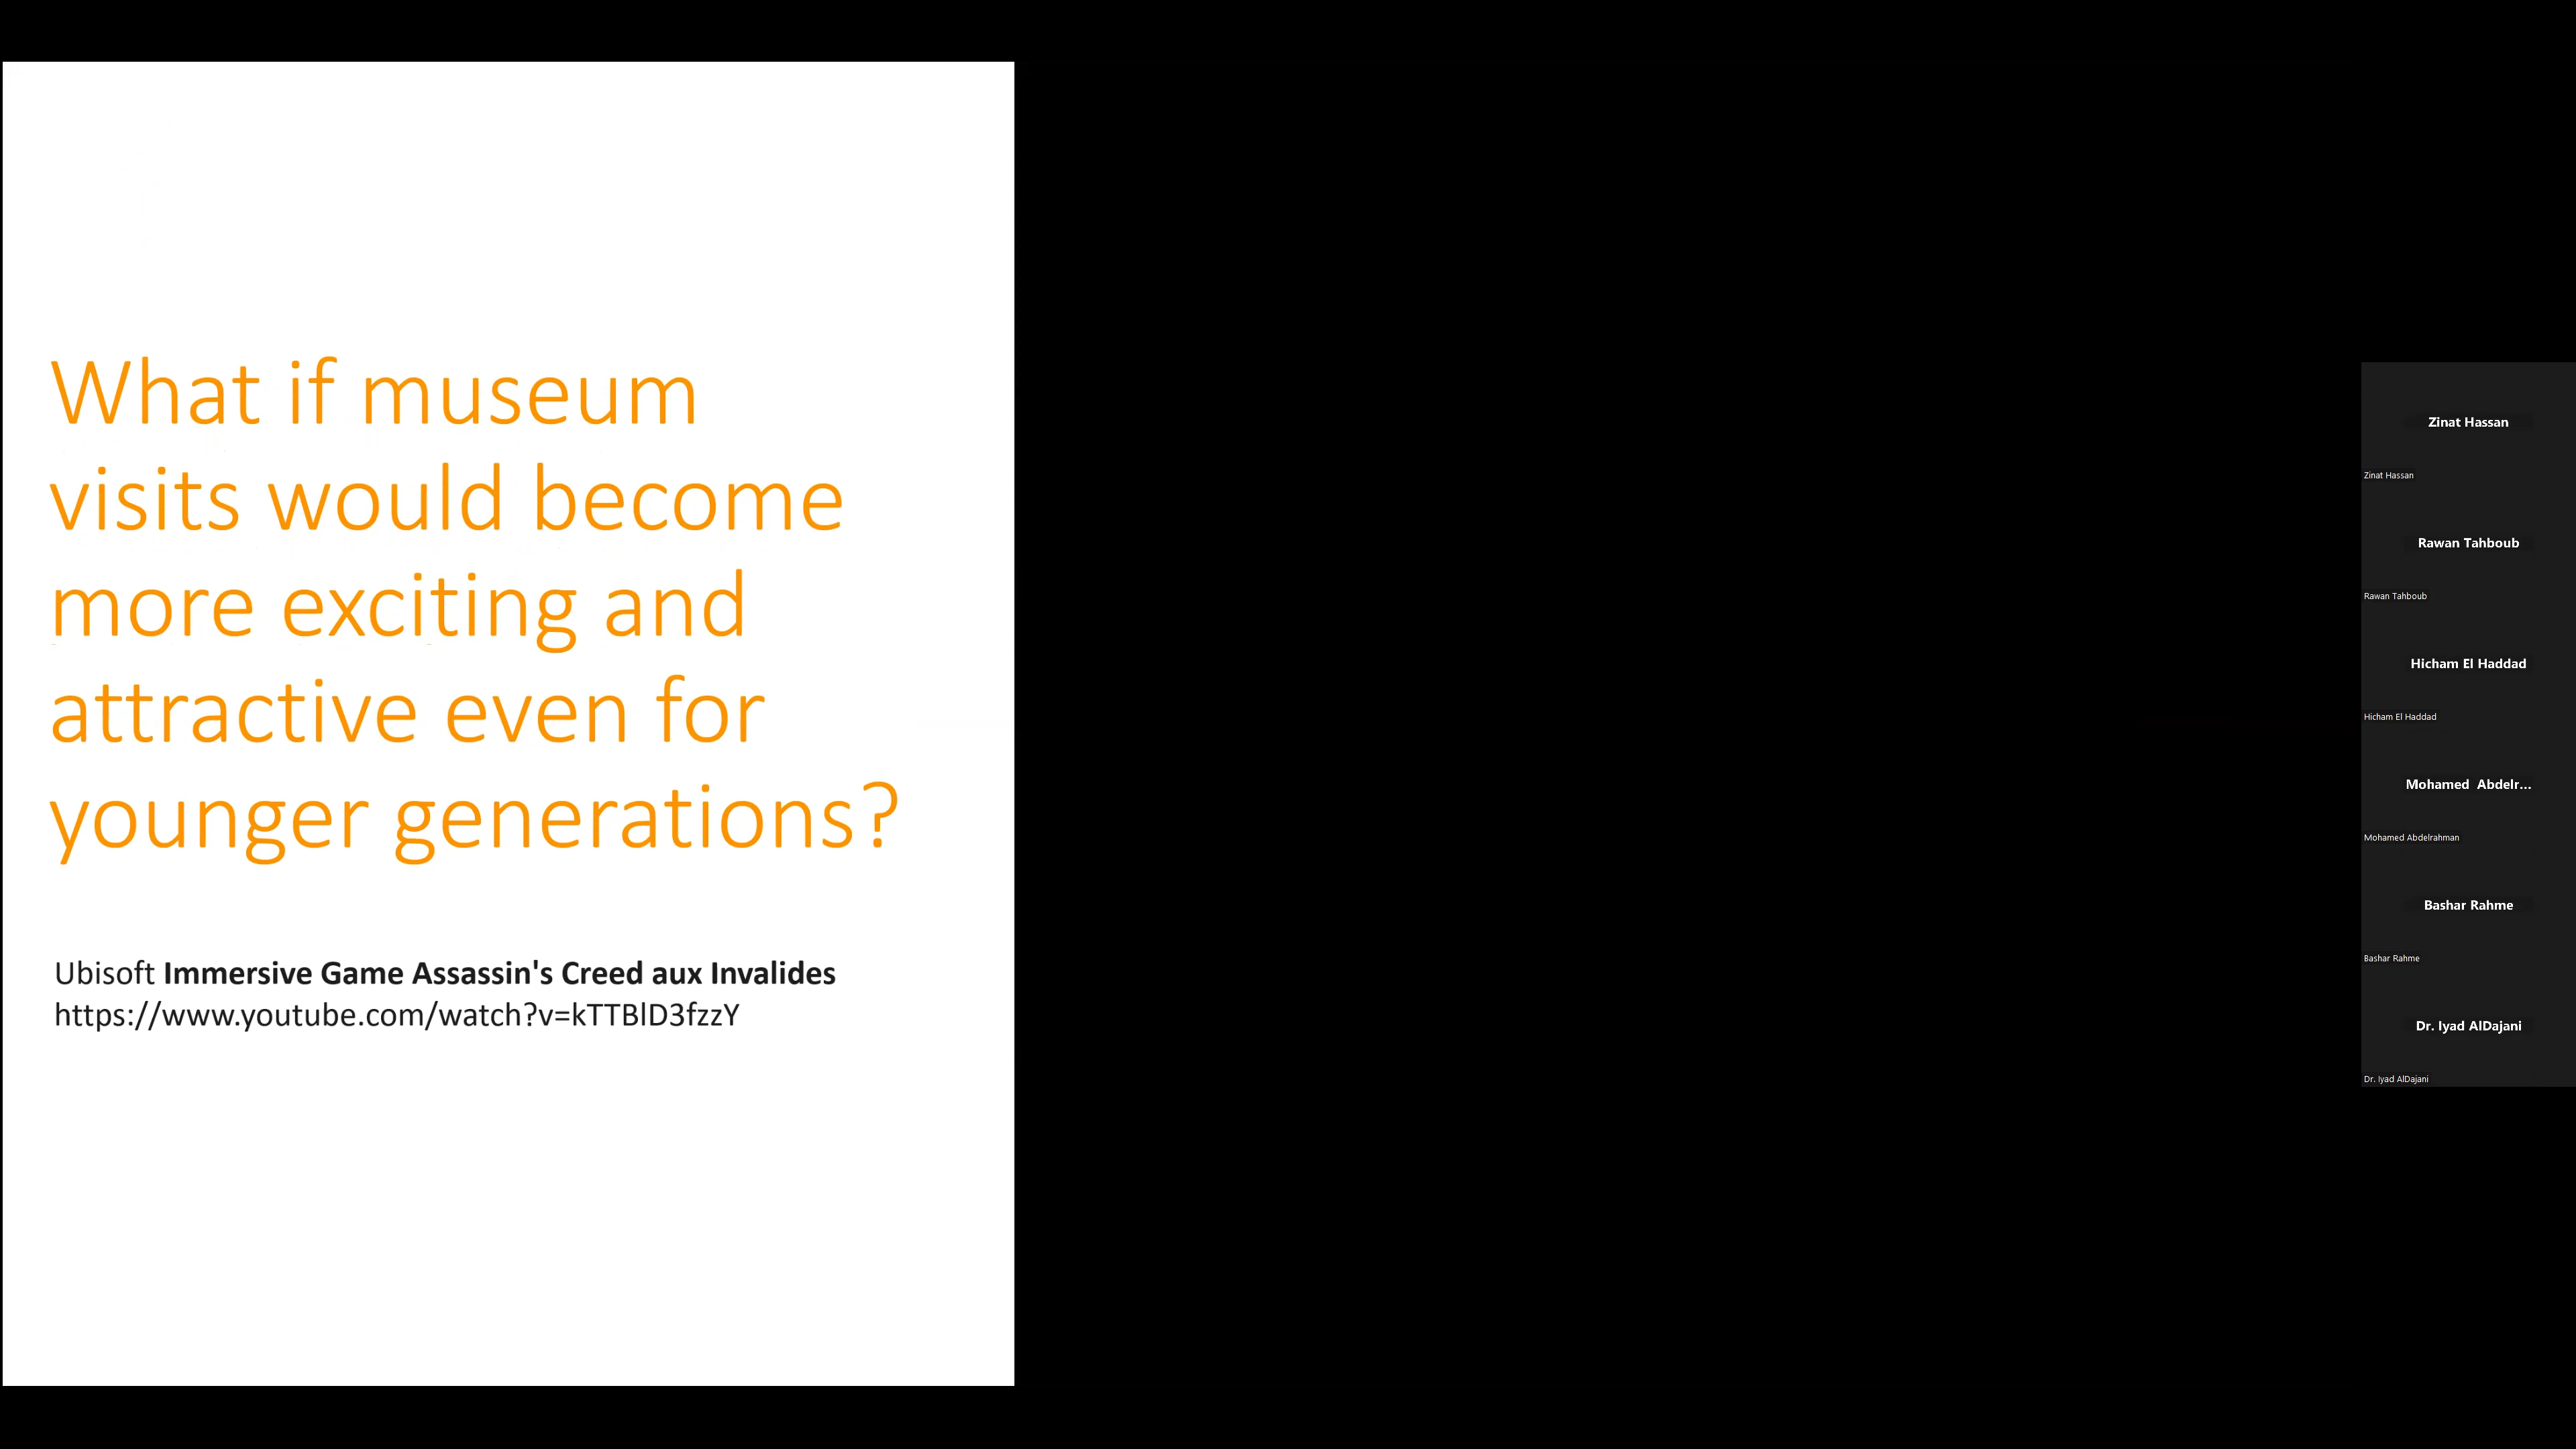 What if museum
visits would become
more exciting and
attractive even for
younger generations?
Ubisoft Immersive Game Assassin's Creed aux Invalides
https://www.youtube.com/watch?v=kTTBlD3fzzY
Zinat Hassan
Zinat Hassan
Rawan Tahboub
Rawan Tahboub
Hicham El Haddad
Hicham El Haddad
Mohamed Abdelr...
Mohamed Abdelrahman
Bashar Rahme
Bashar Rahme
Dr. Iyad AlDajani
Dr. Iyad AlDajani